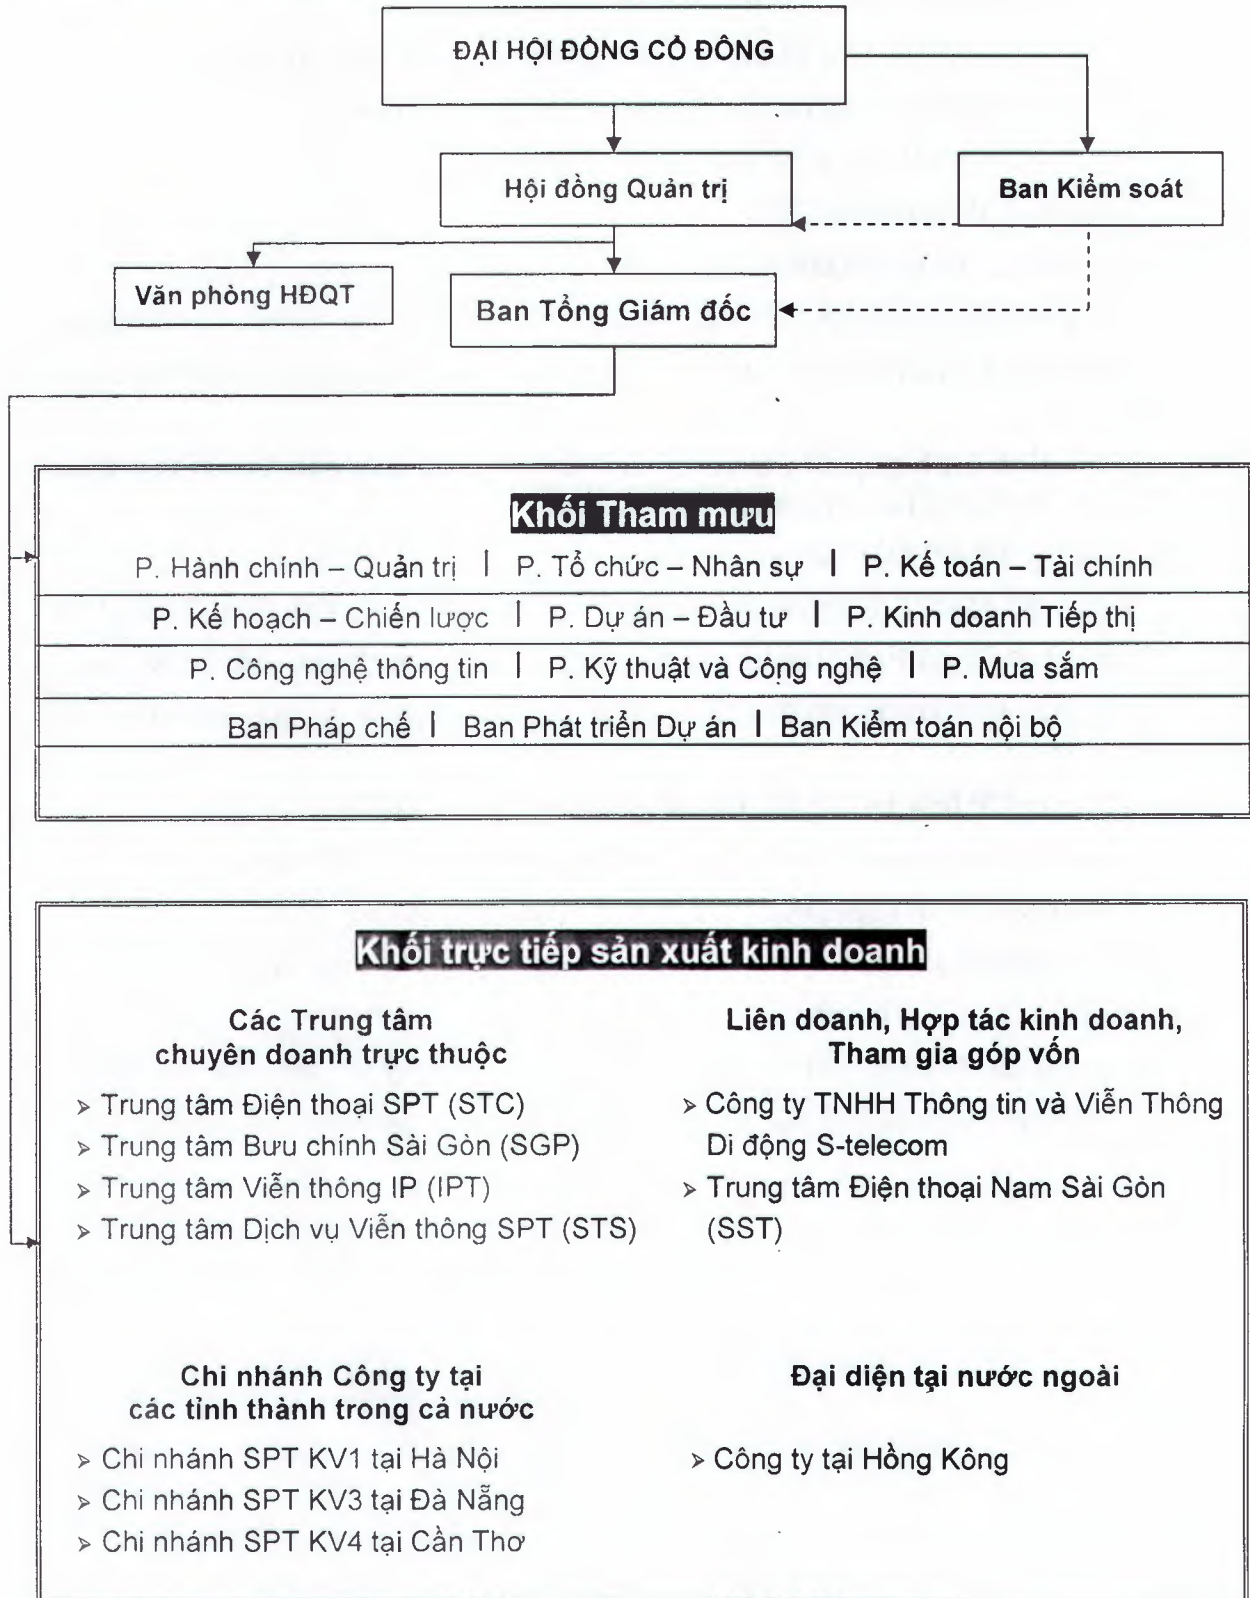 ĐẠI HỘI ĐỒNG CỔ ĐÔNG
Hội đồng Quản trị
Ban Kiểm soát
Văn phòng HĐQT
Ban Tổng Giám đốc
Khối Tham mưu
P. Hành chính – Quản trị | P. Tổ chức – Nhân sự | P. Kế toán – Tài chính
P. Kế hoạch – Chiến lược | P. Dự án – Đầu tư | P. Kinh doanh Tiếp thị
P. Công nghệ thông tin | P. Kỹ thuật và Công nghệ | P. Mua sắm
Ban Pháp chế | Ban Phát triển Dự án | Ban Kiểm toán nội bộ
Khối trực tiếp sản xuất kinh doanh
Các Trung tâm
chuyên doanh trực thuộc
➢ Trung tâm Điện thoại SPT (STC)
➢ Trung tâm Bưu chính Sài Gòn (SGP)
➢ Trung tâm Viễn thông IP (IPT)
➢ Trung tâm Dịch vụ Viễn thông SPT (STS)
Liên doanh, Hợp tác kinh doanh,
Tham gia góp vốn
➢ Công ty TNHH Thông tin và Viễn Thông
Di động S-telecom
➢ Trung tâm Điện thoại Nam Sài Gòn
(SST)
Chi nhánh Công ty tại
các tỉnh thành trong cả nước
➢ Chi nhánh SPT KV1 tại Hà Nội
➢ Chi nhánh SPT KV3 tại Đà Nẵng
➢ Chi nhánh SPT KV4 tại Cần Thơ
Đại diện tại nước ngoài
➢ Công ty tại Hồng Kông